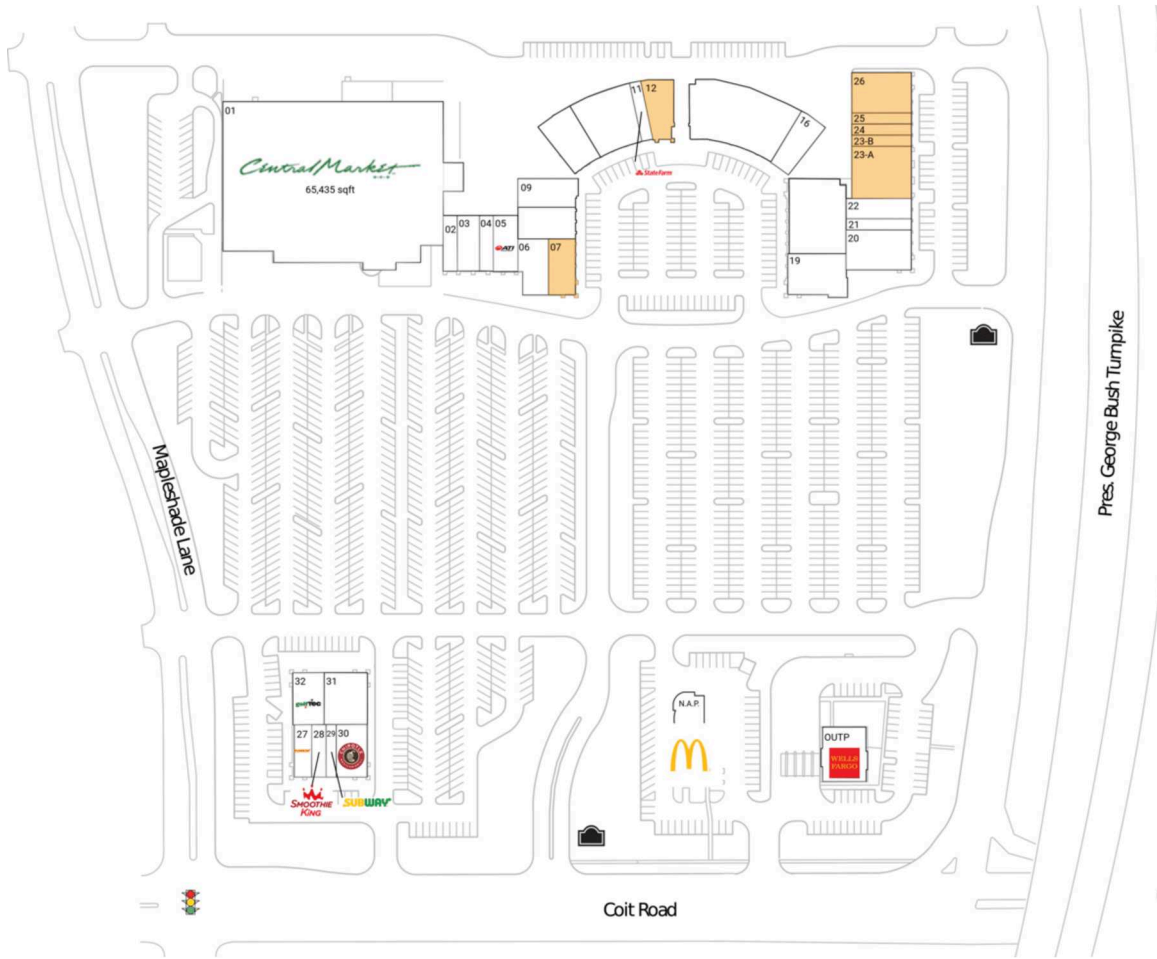 26
11
12
01
25
16
24
23-B
Central Market
23-A
StateFarm
65,435 sqft
09
22
02
03
04
05
21
20
ATI
06
07
19
Pres. George Bush Turnpike
Mapleshade Lane
32
31
N.A.P.
27
28
29
30
OUTP
WELLS
FARGO
SMOOTHIE
KING
SUBWAY
Coit Road